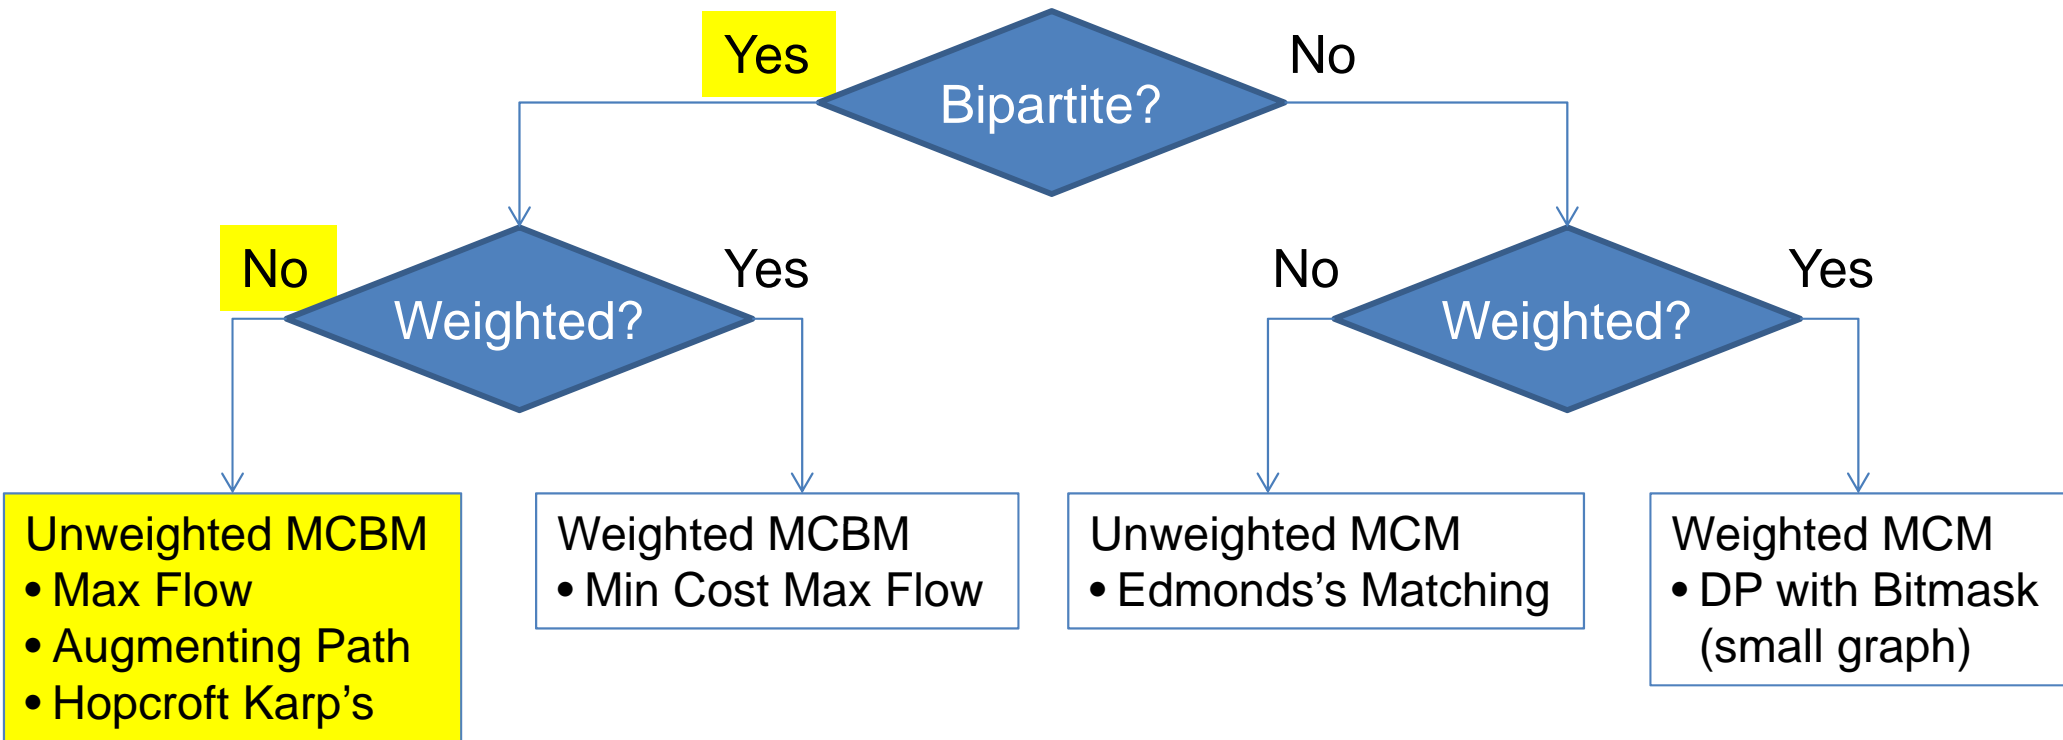 Yes
No
Bipartite?
No
Yes
No
Yes
Weighted?
Weighted?
Unweighted MCBM
• Max Flow
• Augmenting Path
• Hopcroft Karp’s
Weighted MCBM
• Min Cost Max Flow
Unweighted MCM
• Edmonds’s Matching
Weighted MCM
• DP with Bitmask
(small graph)